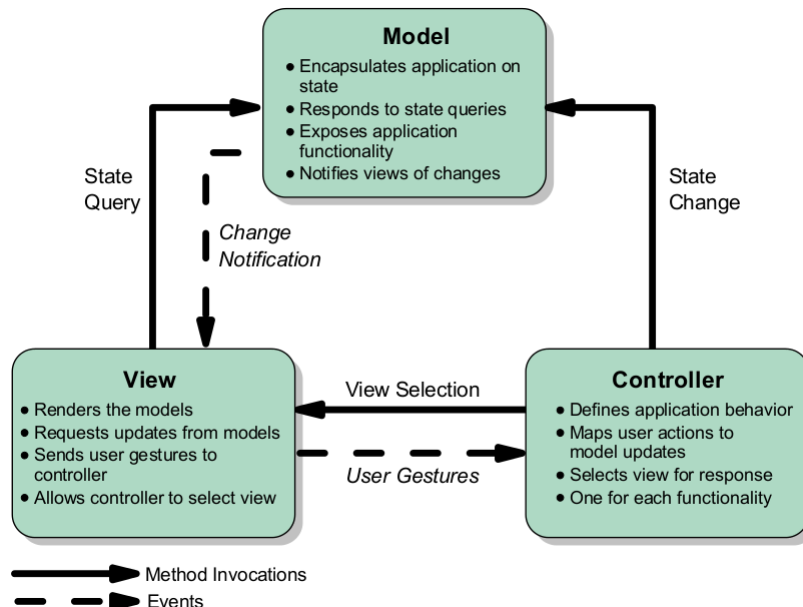 Model
• Encapsulates application on
state
• Responds to state queries
• Exposes application
functionality
• Notifies views of changes
State
Query
Change
Notification
State
Change
View
• Renders the models
• Requests updates from models
• Sends user gestures to
controller
• Allows controller to select view
View Selection
User Gestures
Controller
• Defines application behavior
• Maps user actions to
model updates
• Selects view for response
• One for each functionality
Method Invocations
Events